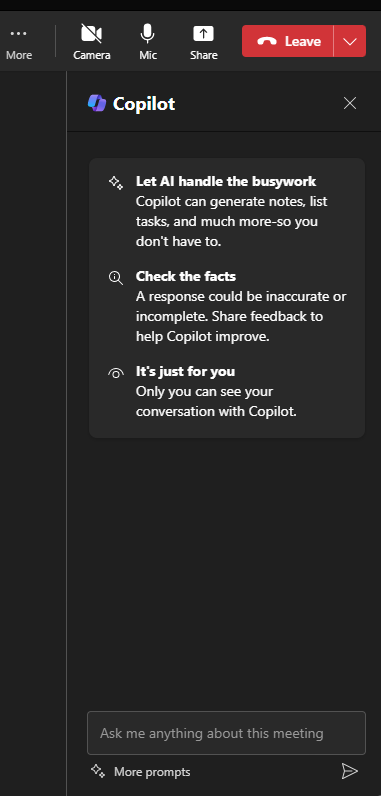 More
Camera
Mic
Share
Leave
Copilot
Let AI handle the busywork
Copilot can generate notes, list
tasks, and much more-so you
don't have to.
Check the facts
A response could be inaccurate or
incomplete. Share feedback to
help Copilot improve.
It's just for you
Only you can see your
conversation with Copilot.
Ask me anything about this meeting
More prompts